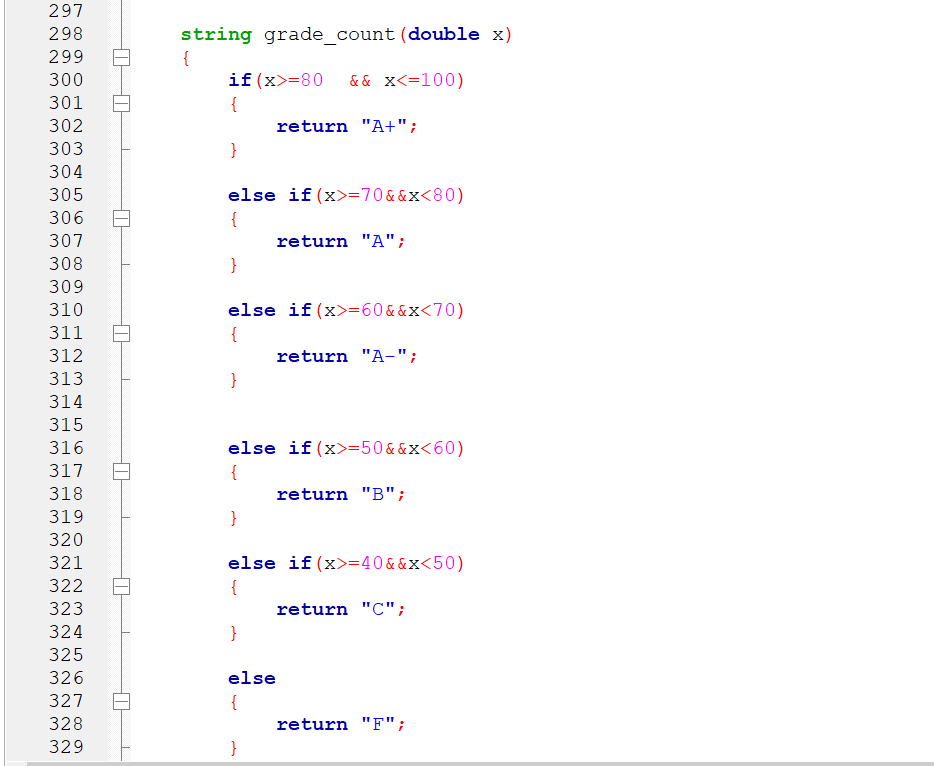 297
298 string grade_count(double x)
299 {
300 if(x>=80 && x<=100)
301 {
302 return "A+";
303 }
304
305 else if(x>=70&&x<80)
306 {
307 return "A";
308 }
309
310 else if(x>=60&&x<70)
311 {
312 return "A-";
313 }
314
315
316 else if(x>=50&&x<60)
317 {
318 return "B";
319 }
320
321 else if(x>=40&&x<50)
322 {
323 return "C";
324 }
325
326 else
327 {
328 return "F";
329 }